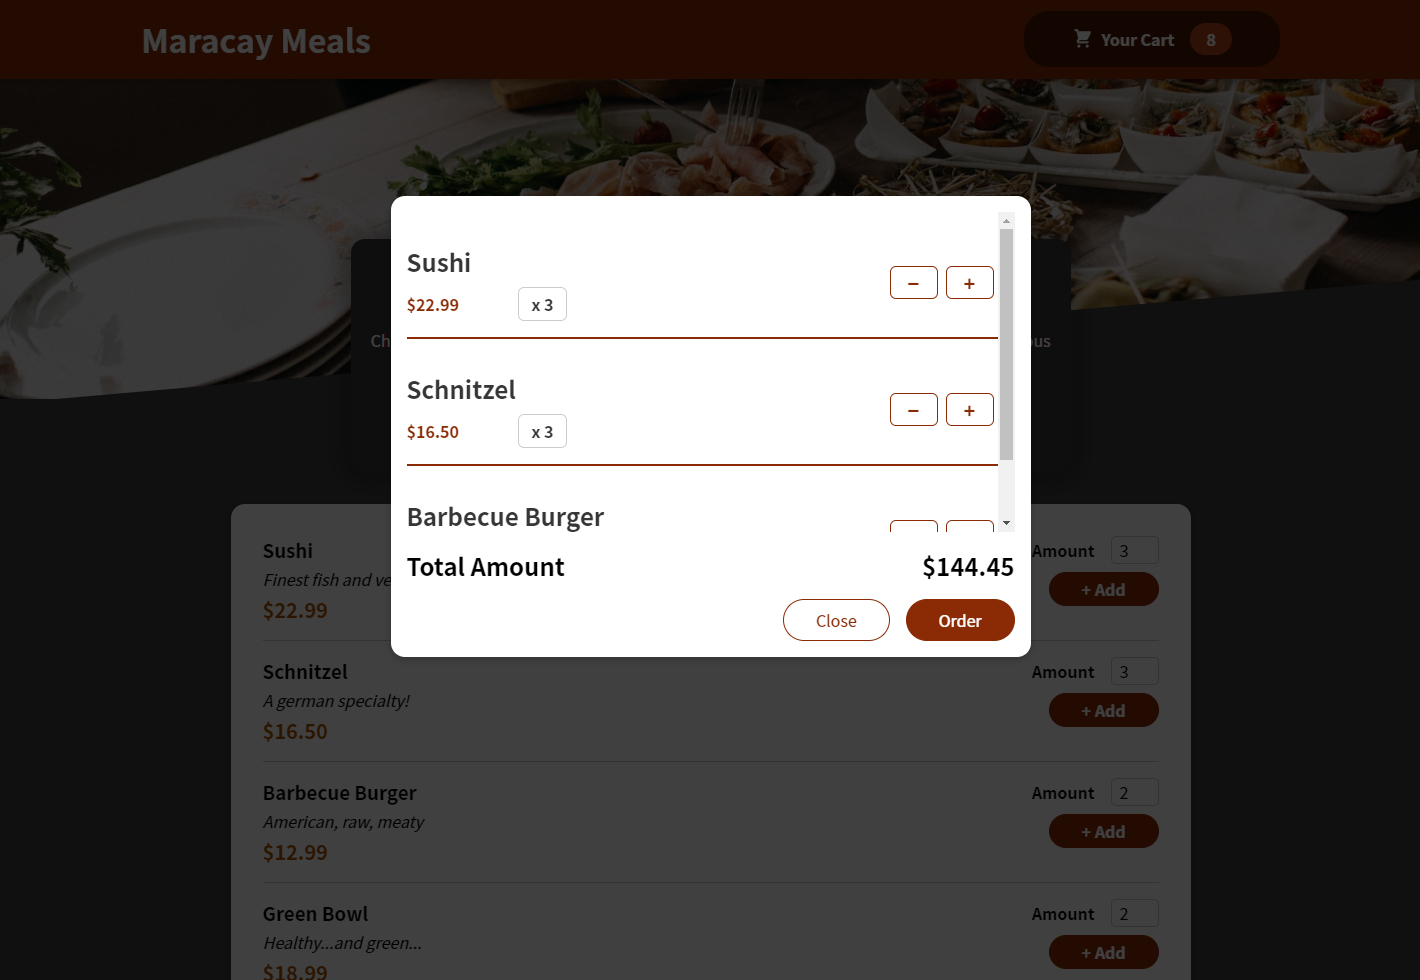 Maracay Meals
Your Cart 8
Sushi
$22.99 x 3
− +
Schnitzel
$16.50 x 3
− +
Barbecue Burger
Total Amount $144.45
Close Order
Ch
ous
Sushi
Finest fish and ve
$22.99
Amount 3
+ Add
Schnitzel
A german specialty!
$16.50
Amount 3
+ Add
Barbecue Burger
American, raw, meaty
$12.99
Amount 2
+ Add
Green Bowl
Healthy...and green...
$18.99
Amount 2
+ Add